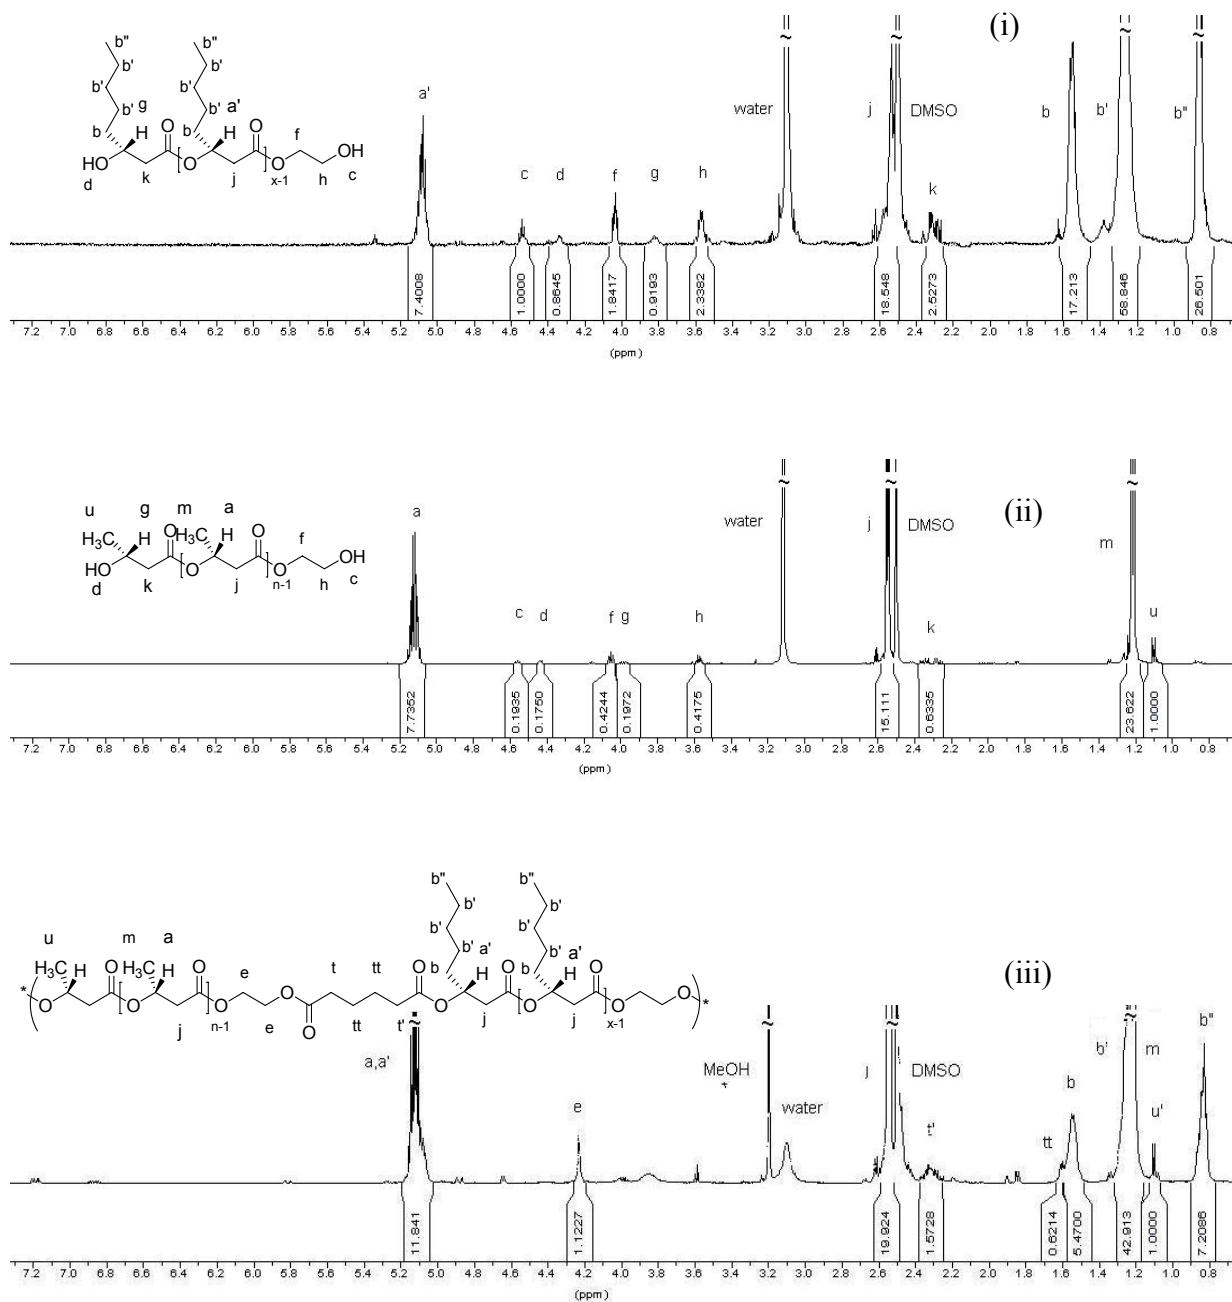 (i)
b" b"
b' b'
b' b'
g b' b' a'
b H b H
O O f OH
HO O O
d k j x-1 h c
a' c d f g h water j DMSO k b b' b"
7.4008 1.0000 0.8645 1.8417 0.9193 2.3382 18.548 2.5273 17.213 58.846 26.501
7.2 7.0 6.8 6.6 6.4 6.2 6.0 5.8 5.6 5.4 5.2 5.0 4.8 4.6 4.4 4.2 4.0 3.8 3.6 3.4 3.2 3.0 2.8 2.6 2.4 2.2 2.0 1.8 1.6 1.4 1.2 1.0 0.8
(ppm)
(ii)
u g m a
H3C H O H3C H O f OH
HO O O
d k j n-1 h c
a c d f g h water j DMSO k m u
7.7352 0.1935 0.1750 0.4244 0.1972 0.4175 15.111 0.6335 23.622 1.0000
7.2 7.0 6.8 6.6 6.4 6.2 6.0 5.8 5.6 5.4 5.2 5.0 4.8 4.6 4.4 4.2 4.0 3.8 3.6 3.4 3.2 3.0 2.8 2.6 2.4 2.2 2.0 1.8 1.6 1.4 1.2 1.0 0.8
(ppm)
(iii)
b" b"
b' b'
b' b'
u m a b' a' b' a'
H3C H O H3C H O e t tt O b H O b H O
* O O O O O O O O O *
j n-1 e O tt t' j j x-1
a,a' e MeOH water j DMSO t' tt b b' m u' b"
11.841 1.1227 19.924 1.5728 0.6214 5.4700 42.913 1.0000 7.2086
7.2 7.0 6.8 6.6 6.4 6.2 6.0 5.8 5.6 5.4 5.2 5.0 4.8 4.6 4.4 4.2 4.0 3.8 3.6 3.4 3.2 3.0 2.8 2.6 2.4 2.2 2.0 1.8 1.6 1.4 1.2 1.0 0.8
(ppm)